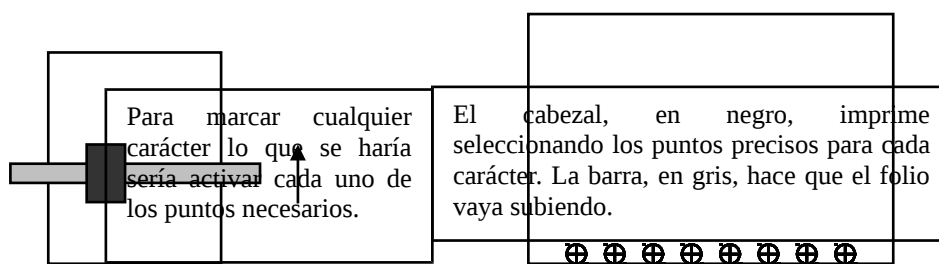 Para marcar cualquier
carácter lo que se haría
sería activar cada uno de
los puntos necesarios.
El cabezal, en negro, imprime
seleccionando los puntos precisos para cada
carácter. La barra, en gris, hace que el folio
vaya subiendo.